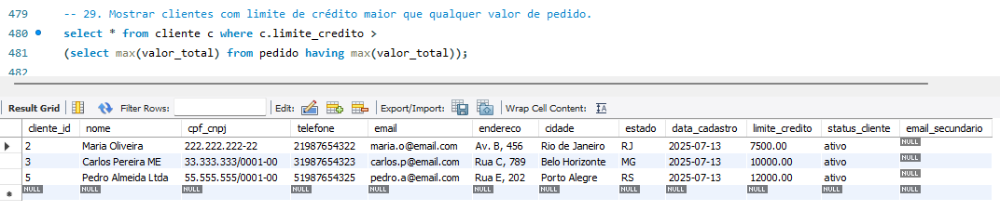 479 -- 29. Mostrar clientes com limite de crédito maior que qualquer valor de pedido.
480 select * from cliente c where c.limite_credito >
481 (select max(valor_total) from pedido having max(valor_total));
482
Result Grid Filter Rows: Edit: Export/Import: Wrap Cell Content:
cliente_id nome cpf_cnpj telefone email endereco cidade estado data_cadastro limite_credito status_cliente email_secundario
2 Maria Oliveira 222.222.222-22 21987654322 maria.o@email.com Av. B, 456 Rio de Janeiro RJ 2025-07-13 7500.00 ativo NULL
3 Carlos Pereira ME 33.333.333/0001-00 31987654323 carlos.p@email.com Rua C, 789 Belo Horizonte MG 2025-07-13 10000.00 ativo NULL
5 Pedro Almeida Ltda 55.555.555/0001-00 51987654325 pedro.a@email.com Rua E, 202 Porto Alegre RS 2025-07-13 12000.00 ativo NULL
NULL NULL NULL NULL NULL NULL NULL NULL NULL NULL NULL NULL